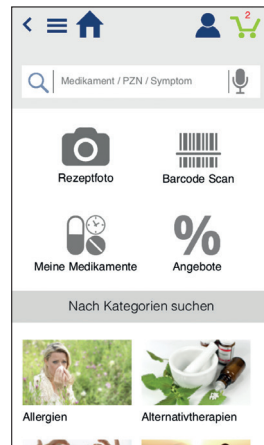 2
Medikament / PZN / Symptom
Rezeptfoto Barcode Scan
Meine Medikamente Angebote
Nach Kategorien suchen
Allergien Alternativtherapien